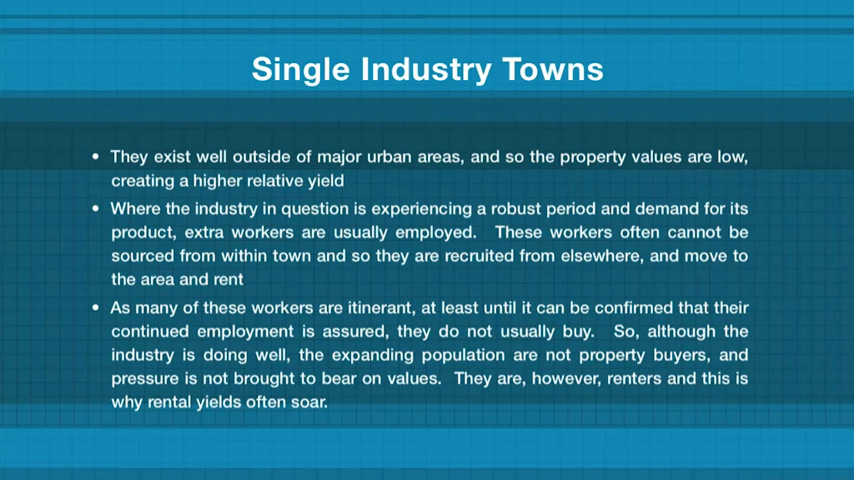 Single Industry Towns
• They exist well outside of major urban areas, and so the property values are low,
creating a higher relative yield
• Where the industry in question is experiencing a robust period and demand for its
product, extra workers are usually employed. These workers often cannot be
sourced from within town and so they are recruited from elsewhere, and move to
the area and rent
• As many of these workers are itinerant, at least until it can be confirmed that their
continued employment is assured, they do not usually buy. So, although the
industry is doing well, the expanding population are not property buyers, and
pressure is not brought to bear on values. They are, however, renters and this is
why rental yields often soar.